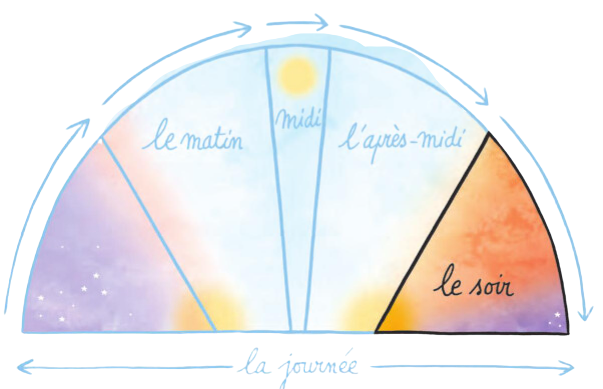 le matin
midi
l'après-midi
le soir
la journée